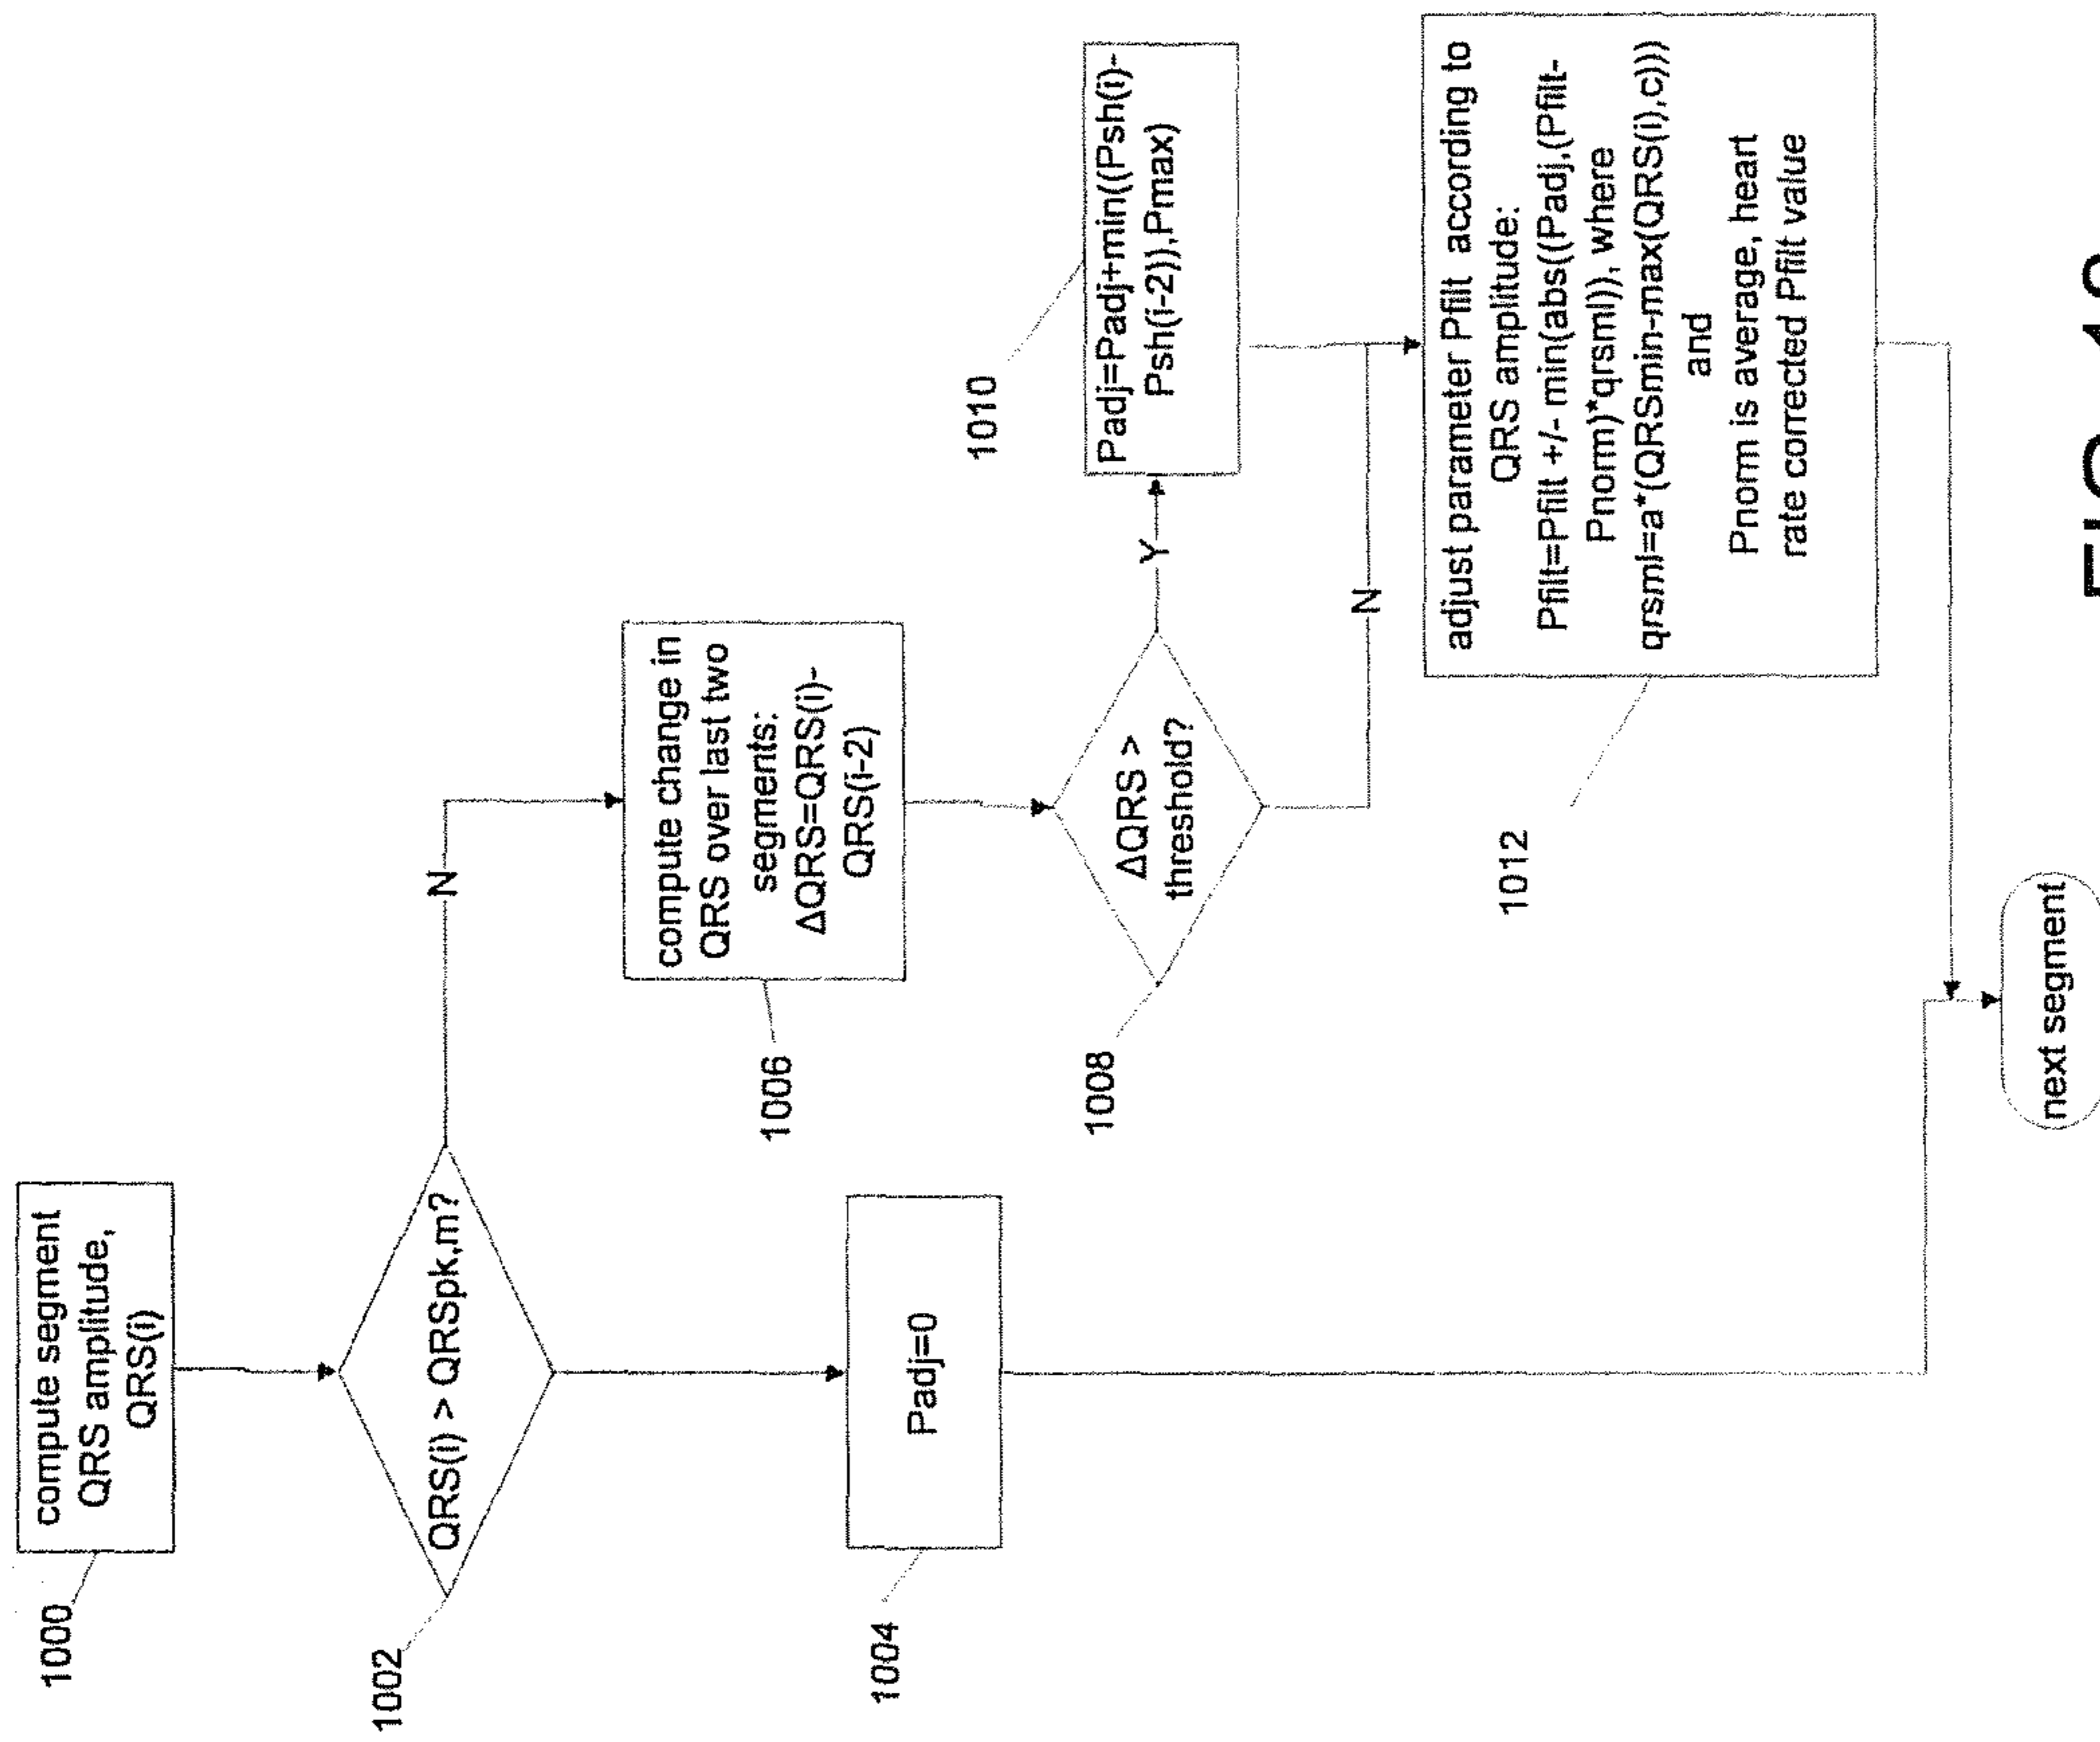 1000
compute segment
QRS amplitude,
QRS(i)
1002
QRS(i) > QRSpk,m?
N
1004
Padj=0
1006
compute change in
QRS over last two
segments:
ΔQRS=QRS(i)-
QRS(i-2)
1008
ΔQRS >
threshold?
Y
N
1010
Padj=Padj+min((Psh(i)-
Psh(i-2)),Pmax)
1012
adjust parameter Pfilt according to
QRS amplitude:
Pfilt=Pfilt +/- min(abs((Padj,(Pfilt-
Pnorm)*qrsml)), where
qrsml=a*(QRSmin-max(QRS(i),c)))
and
Pnorm is average, heart
rate corrected Pfilt value
next segment